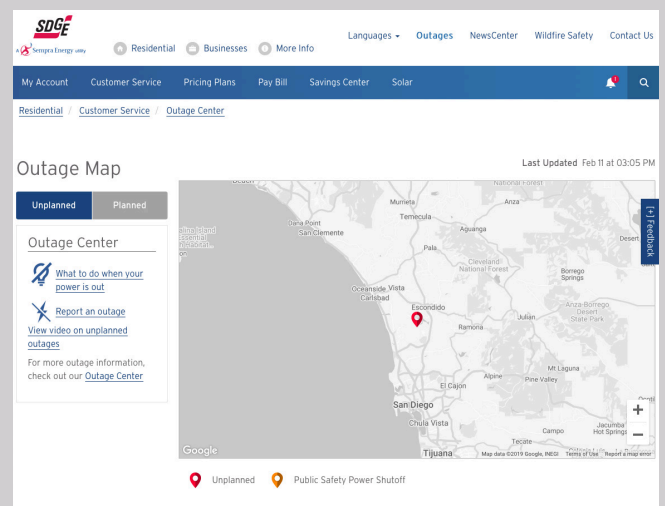 SDGE
A Sempra Energy utility
Residential
Businesses
More Info
Languages
Outages
NewsCenter
Wildfire Safety
Contact Us
My Account
Customer Service
Pricing Plans
Pay Bill
Savings Center
Solar
Residential / Customer Service / Outage Center
Outage Map
Last Updated Feb 11 at 03:05 PM
Unplanned
Planned
Outage Center
What to do when your
power is out
Report an outage
View video on unplanned
outages
For more outage information,
check out our Outage Center
National Forest
Murrieta
Anza
Temecula
Dana Point
San Clemente
Aguanga
Desert
Pala
Cleveland
National Forest
Borrego
Springs
Oceanside
Vista
Carlsbad
Escondido
Anza-Borrego
Desert
State Park
Julian
Ramona
Mt Laguna
Alpine
Pine Valley
El Cajon
San Diego
Chula Vista
Campo
Jacumba
Hot Springs
Tecate
Tijuana
Google
Map data ©2019 Google, INEGI
Terms of Use
Report a map error
[+] Feedback
+
−
Unplanned
Public Safety Power Shutoff